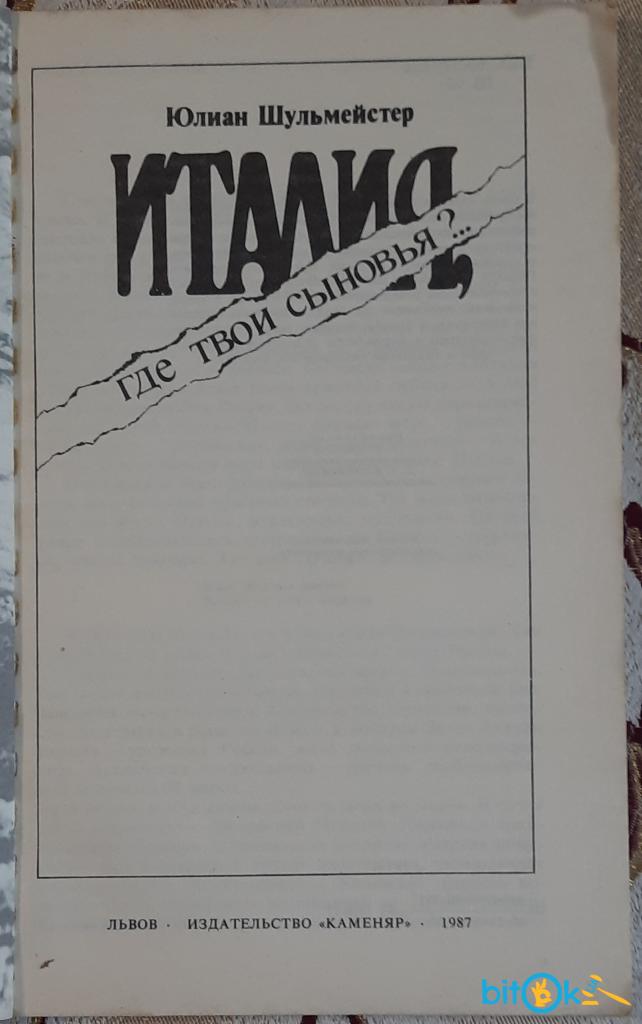 Юлиан Шульмейстер
ИТАЛИЯ,
где твои сыновья?...
ЛЬВОВ · ИЗДАТЕЛЬСТВО «КАМЕНЯР» · 1987
bitOk